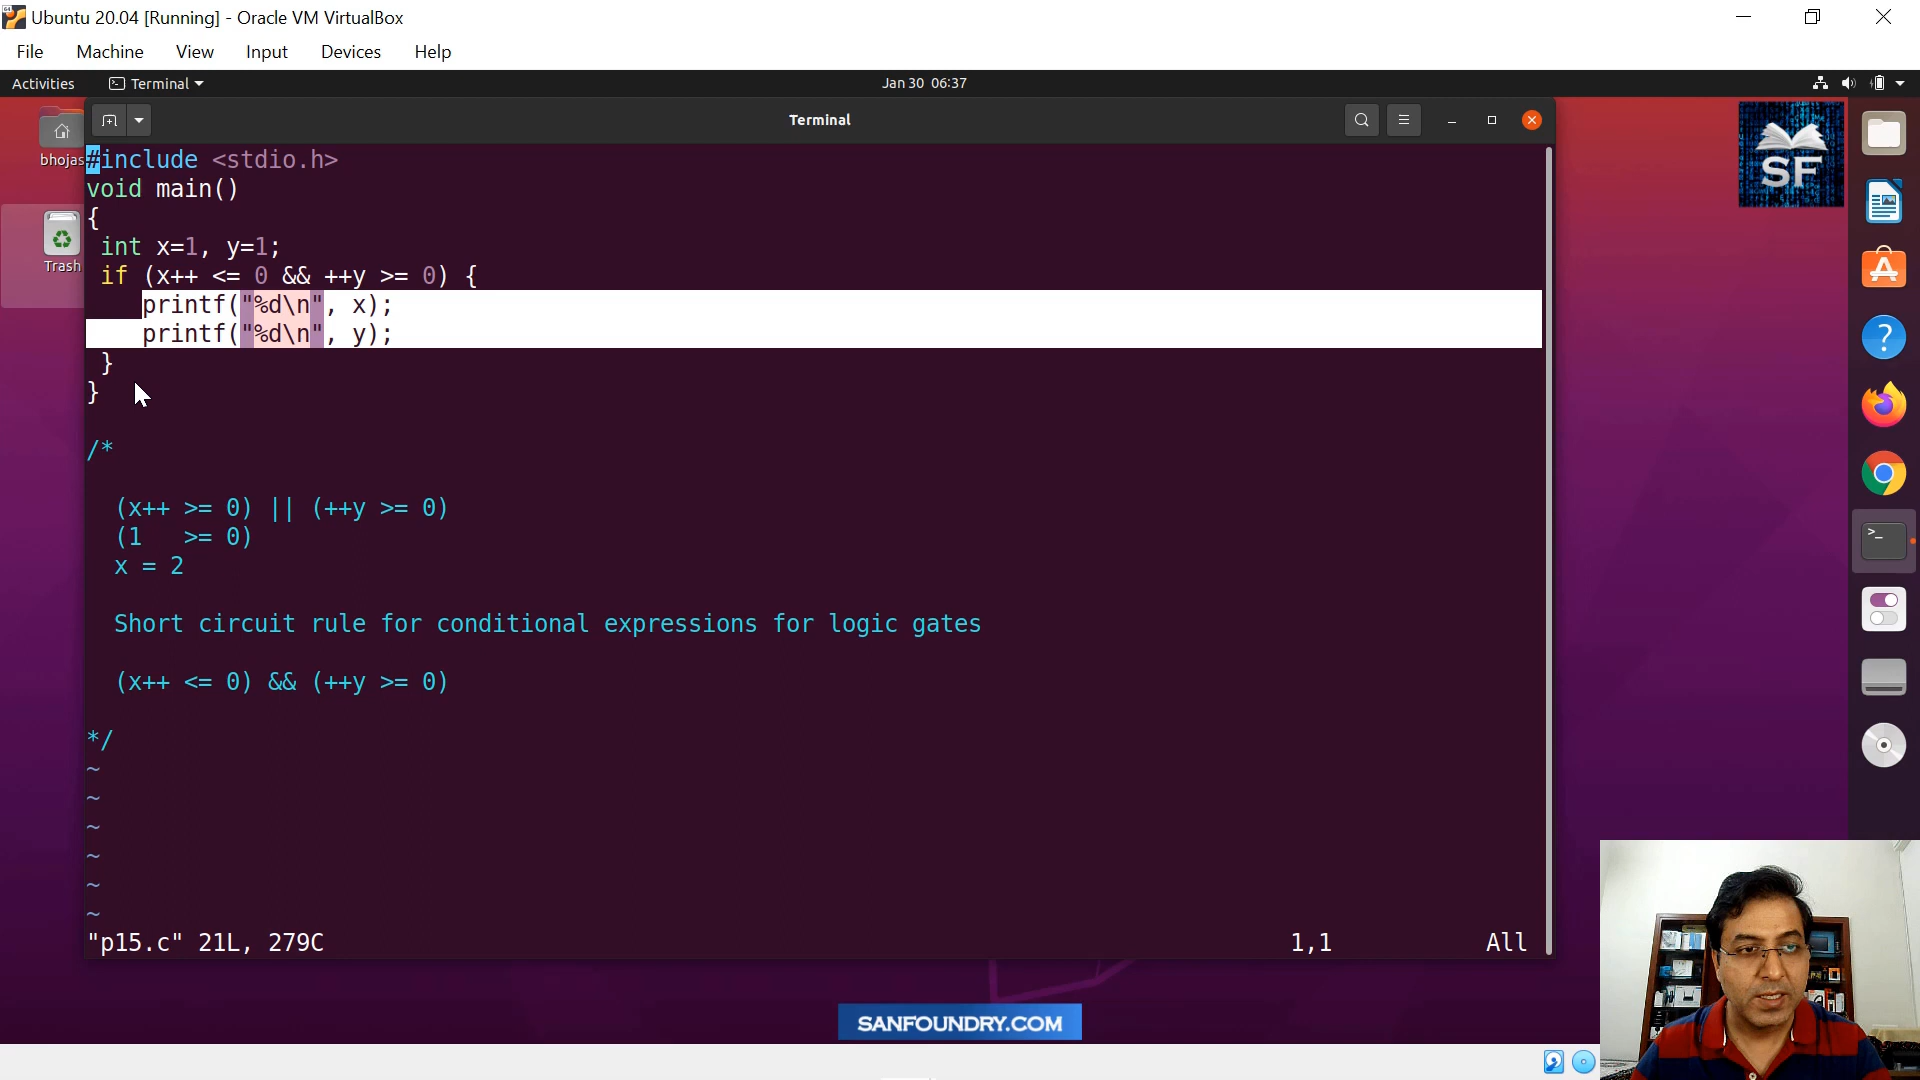 Ubuntu 20.04 [Running] - Oracle VM VirtualBox
File Machine View Input Devices Help
Activities Terminal Jan 30 06:37
Terminal
bhojas
Trash
SF
#include <stdio.h>
void main()
{
int x=1, y=1;
if (x++ <= 0 && ++y >= 0) {
printf("%d\n", x);
printf("%d\n", y);
}
}
/*
(x++ >= 0) || (++y >= 0)
(1 >= 0)
x = 2
Short circuit rule for conditional expressions for logic gates
(x++ <= 0) && (++y >= 0)
*/
~
~
~
~
~
~
"p15.c" 21L, 279C 1,1 All
SANFOUNDRY.COM